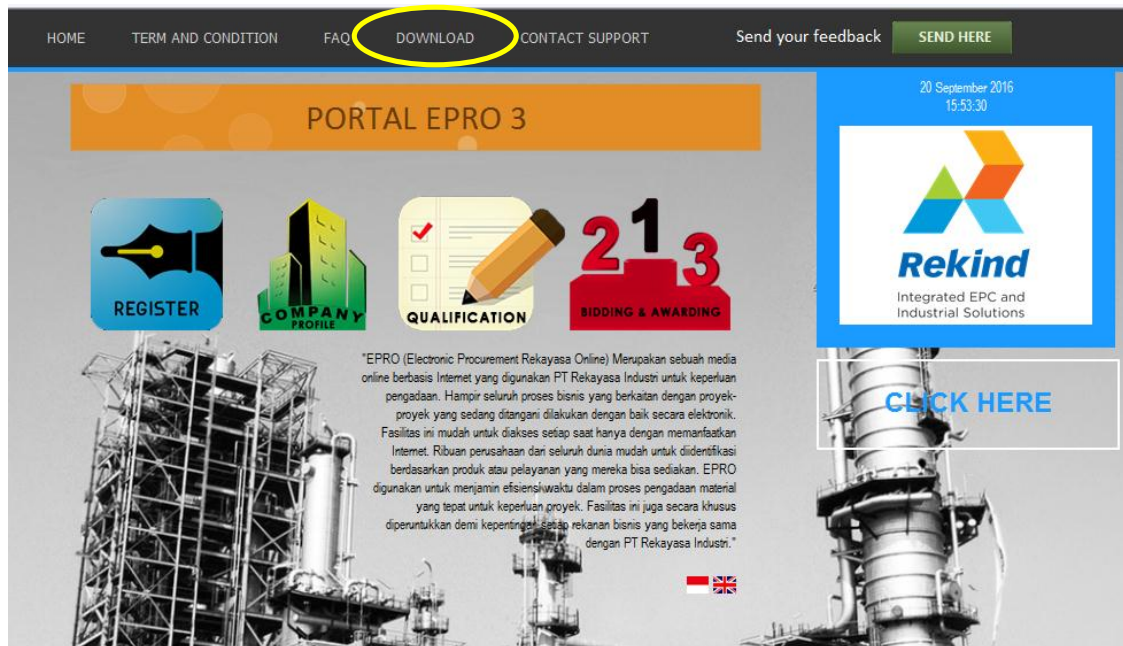 HOME TERM AND CONDITION FAQ DOWNLOAD CONTACT SUPPORT Send your feedback SEND HERE
20 September 2016
15:53:30
PORTAL EPRO 3
Rekind
Integrated EPC and
Industrial Solutions
REGISTER
COMPANY
PROFILE
QUALIFICATION
2 1 3
BIDDING & AWARDING
"EPRO (Electronic Procurement Rekayasa Online) Merupakan sebuah media
online berbasis Internet yang digunakan PT Rekayasa Industri untuk keperluan
pengadaan. Hampir seluruh proses bisnis yang berkaitan dengan proyek-
proyek yang sedang ditangani dilakukan dengan baik secara elektronik.
Fasilitas ini mudah untuk diakses setiap saat hanya dengan memanfaatkan
Internet. Ribuan perusahaan dari seluruh dunia mudah untuk diidentifikasi
berdasarkan produk atau pelayanan yang mereka bisa sediakan. EPRO
digunakan untuk menjamin efisiensi waktu dalam proses pengadaan material
yang tepat untuk keperluan proyek. Fasilitas ini juga secara khusus
diperuntukkan demi kepentingan setiap rekanan bisnis yang bekerja sama
dengan PT Rekayasa Industri."
CLICK HERE